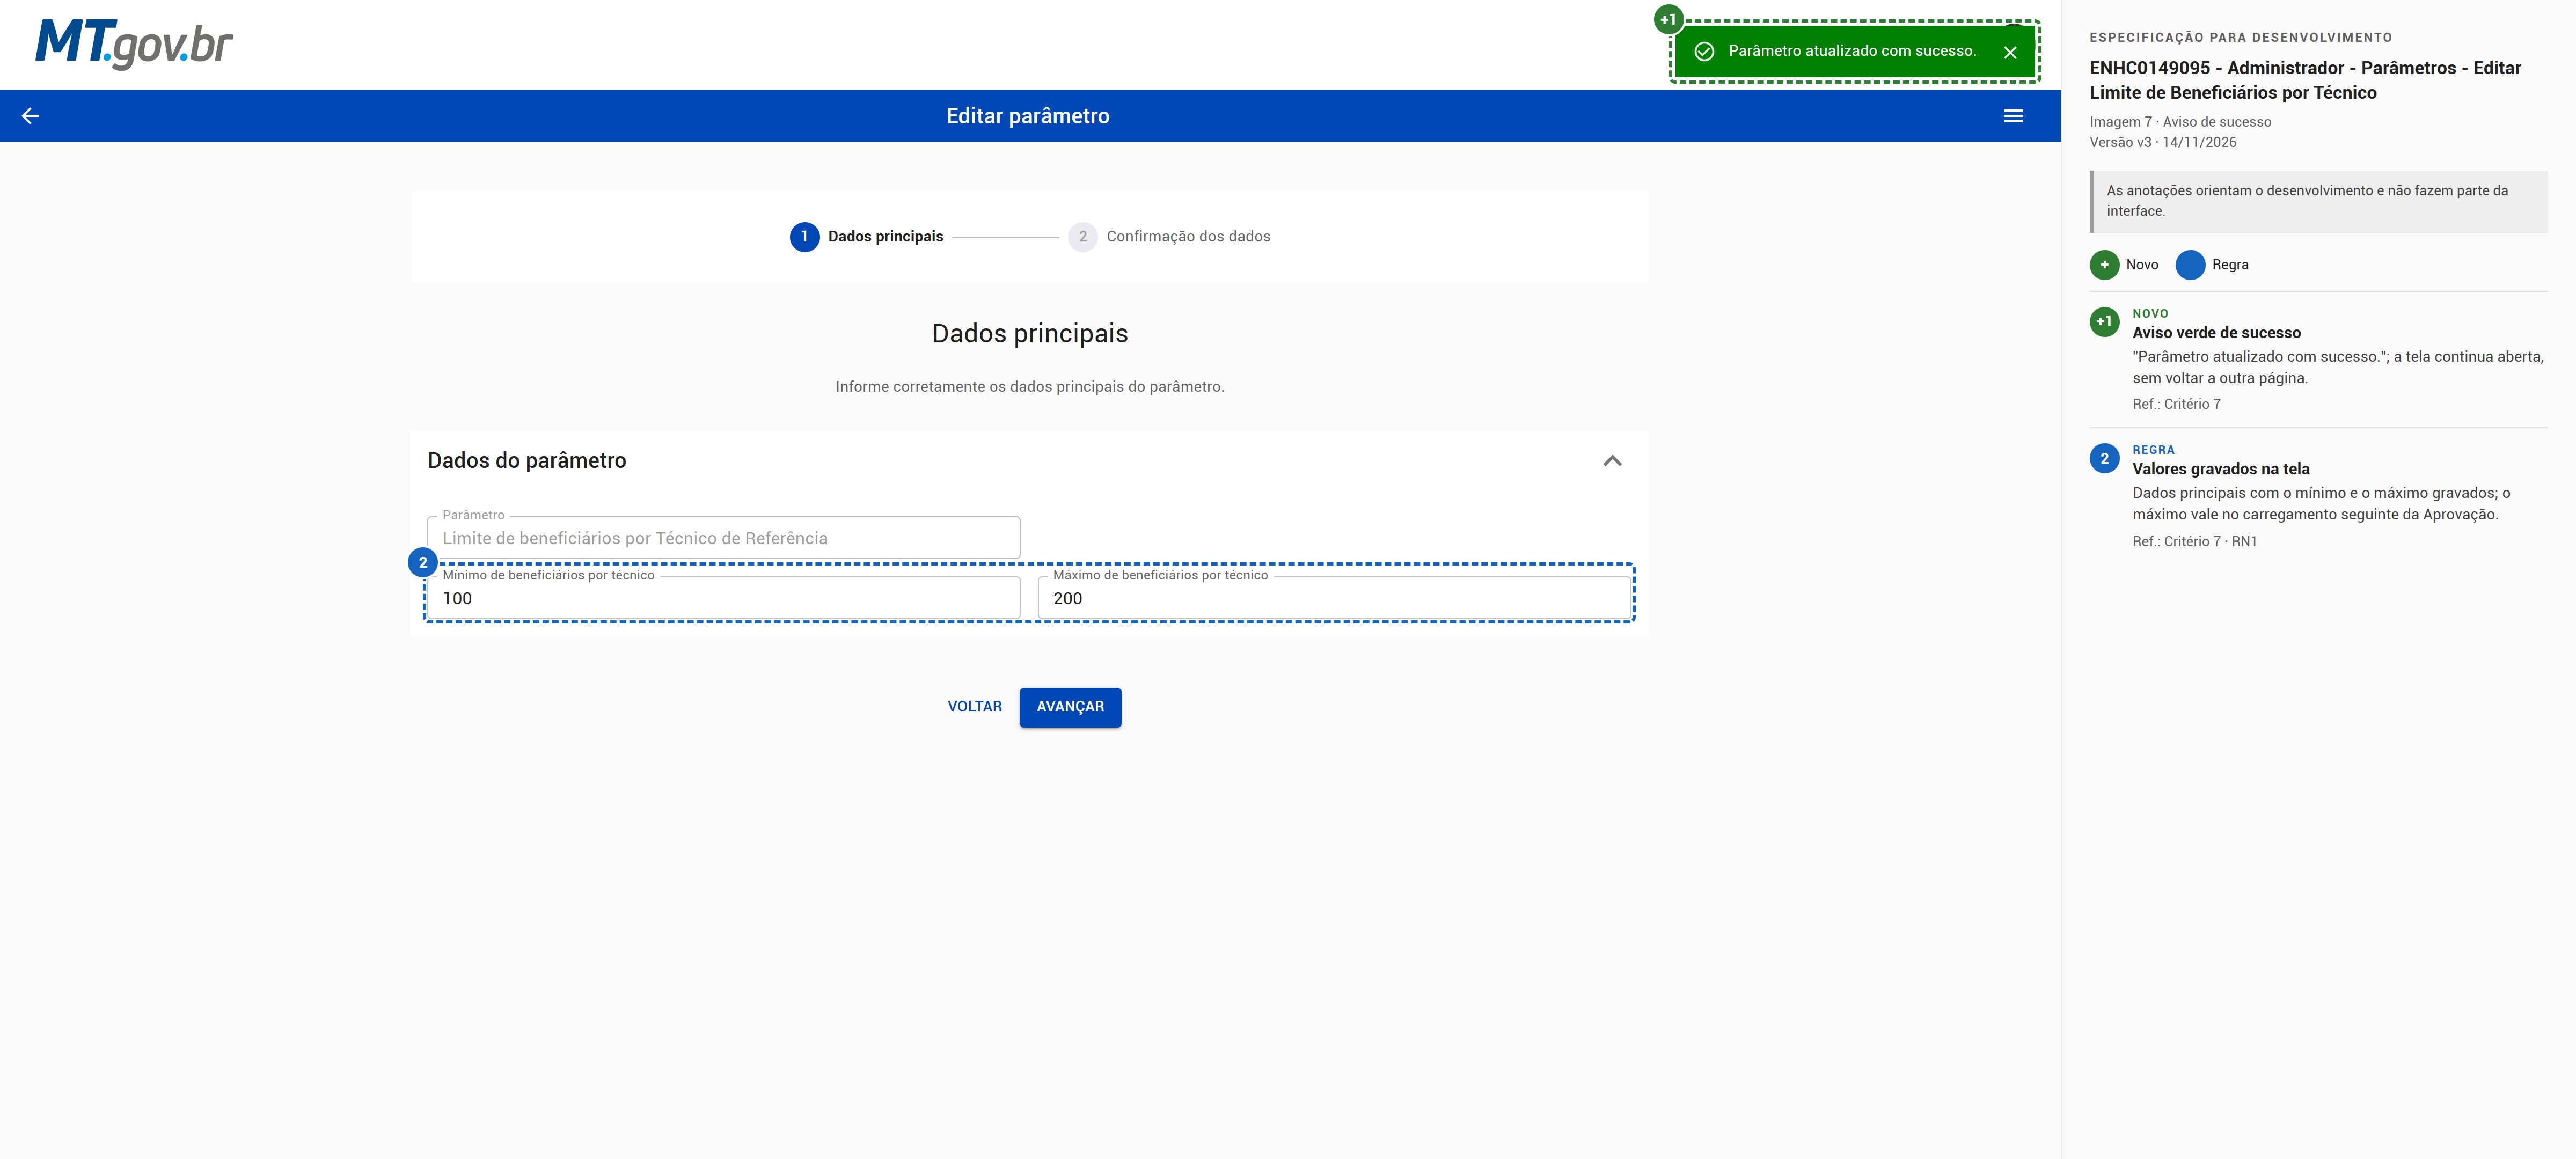 MT.gov.br
+1
Parâmetro atualizado com sucesso.
Editar parâmetro
1 Dados principais
2 Confirmação dos dados
Dados principais
Informe corretamente os dados principais do parâmetro.
Dados do parâmetro
Parâmetro
Limite de beneficiários por Técnico de Referência
2
Mínimo de beneficiários por técnico
100
Máximo de beneficiários por técnico
200
VOLTAR
AVANÇAR
ESPECIFICAÇÃO PARA DESENVOLVIMENTO
ENHC0149095 - Administrador - Parâmetros - Editar
Limite de Beneficiários por Técnico
Imagem 7 · Aviso de sucesso
Versão v3 · 14/11/2026
As anotações orientam o desenvolvimento e não fazem parte da
interface.
+ Novo
Regra
+1
NOVO
Aviso verde de sucesso
"Parâmetro atualizado com sucesso."; a tela continua aberta,
sem voltar a outra página.
Ref.: Critério 7
2
REGRA
Valores gravados na tela
Dados principais com o mínimo e o máximo gravados; o
máximo vale no carregamento seguinte da Aprovação.
Ref.: Critério 7 · RN1